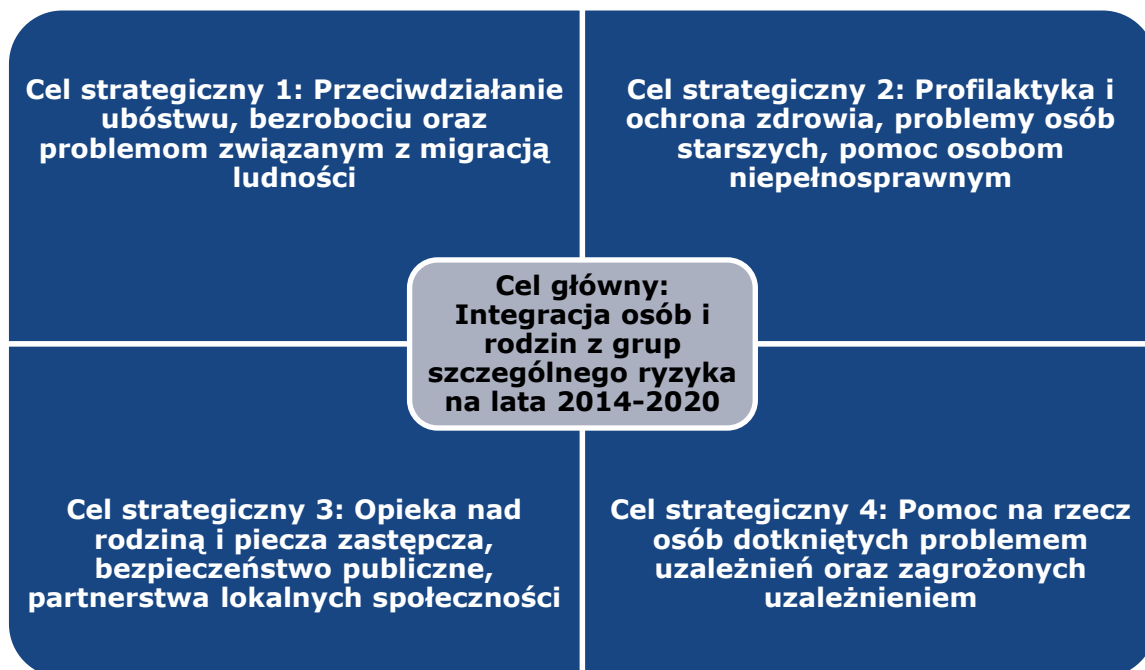 Cel strategiczny 1: Przeciwdziałanie
ubóstwu, bezrobociu oraz
problemom związanym z migracją
ludności
Cel strategiczny 2: Profilaktyka i
ochrona zdrowia, problemy osób
starszych, pomoc osobom
niepełnosprawnym
Cel główny:
Integracja osób i
rodzin z grup
szczególnego ryzyka
na lata 2014-2020
Cel strategiczny 3: Opieka nad
rodziną i piecza zastępcza,
bezpieczeństwo publiczne,
partnerstwa lokalnych społeczności
Cel strategiczny 4: Pomoc na rzecz
osób dotkniętych problemem
uzależnień oraz zagrożonych
uzależnieniem